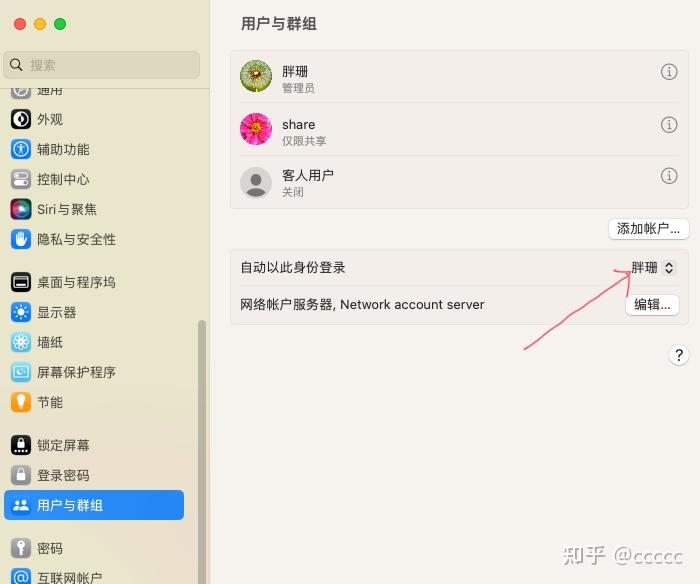 用户与群组
搜索
通用
外观
辅助功能
控制中心
Siri与聚焦
隐私与安全性
桌面与程序坞
显示器
墙纸
屏幕保护程序
节能
锁定屏幕
登录密码
用户与群组
密码
互联网帐户
胖珊
管理员
share
仅限共享
客人用户
关闭
添加帐户...
自动以此身份登录
胖珊
网络帐户服务器, Network account server
编辑...
?
知乎 @ccccc